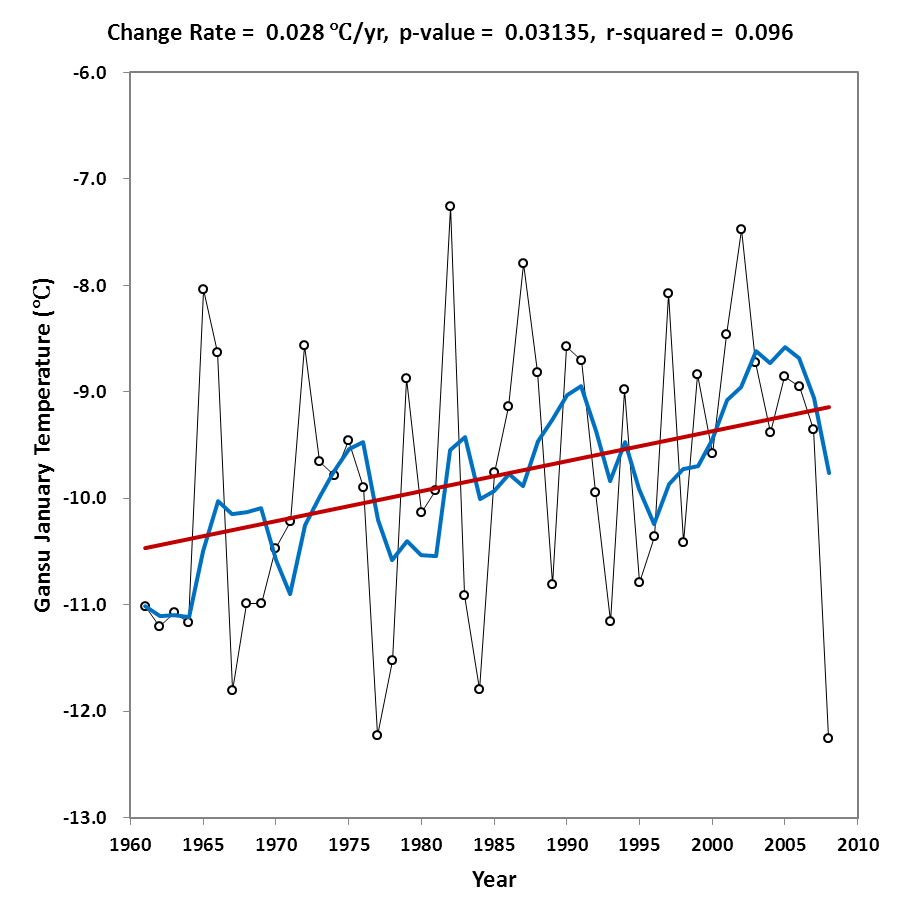 Change Rate = 0.028 ℃/yr, p-value = 0.03135, r-squared = 0.096
-6.0
-7.0
-8.0
-9.0
-10.0
-11.0
-12.0
-13.0
Gansu January Temperature (℃)
1960 1965 1970 1975 1980 1985 1990 1995 2000 2005 2010
Year